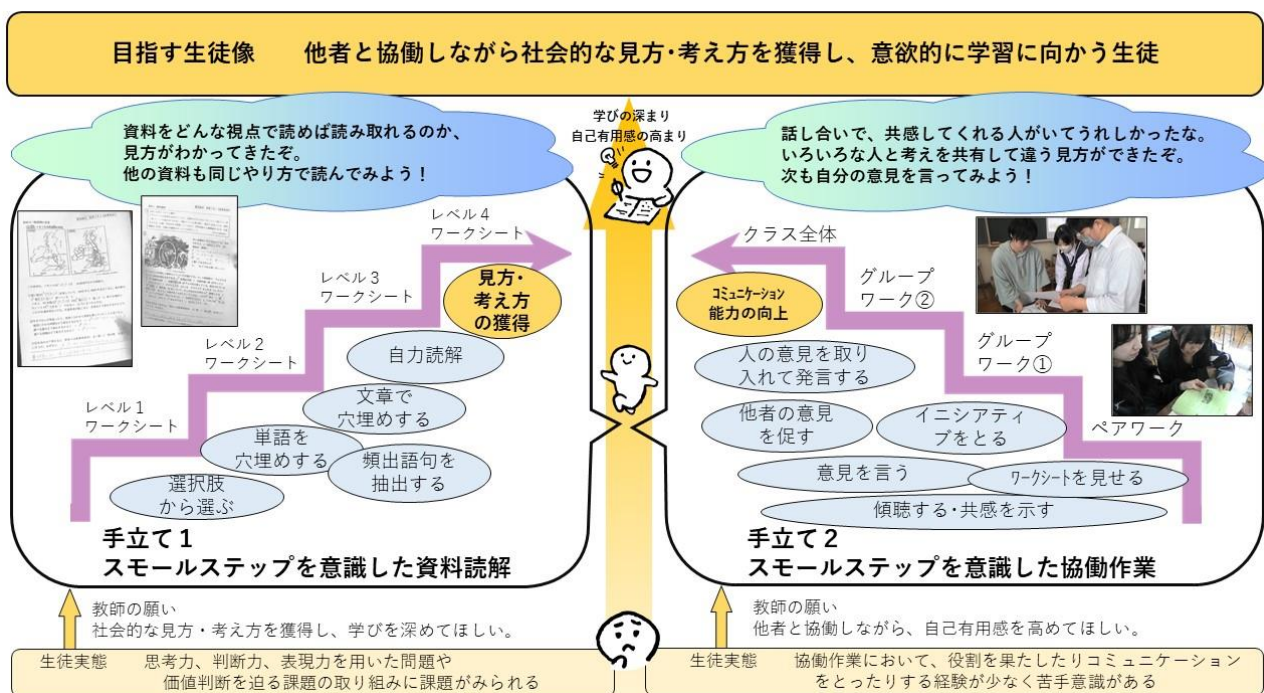 目指す生徒像　　他者と協働しながら社会的な見方･考え方を獲得し、意欲的に学習に向かう生徒
学びの深まり
自己有用感の高まり
資料をどんな視点で読めば読み取れるのか、
見方がわかってきたぞ。
他の資料も同じやり方で読んでみよう！
レベル４
ワークシート
レベル３
ワークシート
レベル２
ワークシート
レベル１
ワークシート
見方･
考え方
の獲得
自力読解
文章で
穴埋めする
単語を
穴埋めする
頻出語句を
抽出する
選択肢
から選ぶ
手立て１
スモールステップを意識した資料読解
教師の願い
社会的な見方・考え方を獲得し、学びを深めてほしい。
生徒実態　思考力、判断力、表現力を用いた問題や
価値判断を迫る課題の取り組みに課題がみられる
話し合いで、共感してくれる人がいてうれしかったな。
いろいろな人と考えを共有して違う見方ができたぞ。
次も自分の意見を言ってみよう！
クラス全体
グループ
ワーク②
グループ
ワーク①
ペアワーク
ｺﾐｭﾆｹｰｼｮﾝ
能力の向上
人の意見を取り
入れて発言する
他者の意見
を促す
イニシアティ
ブをとる
意見を言う
ﾜｰｸｼｰﾄを見せる
傾聴する･共感を示す
手立て２
スモールステップを意識した協働作業
教師の願い
他者と協働しながら、自己有用感を高めてほしい。
生徒実態　協働作業において、役割を果たしたりコミュニケーション
をとったりする経験が少なく苦手意識がある